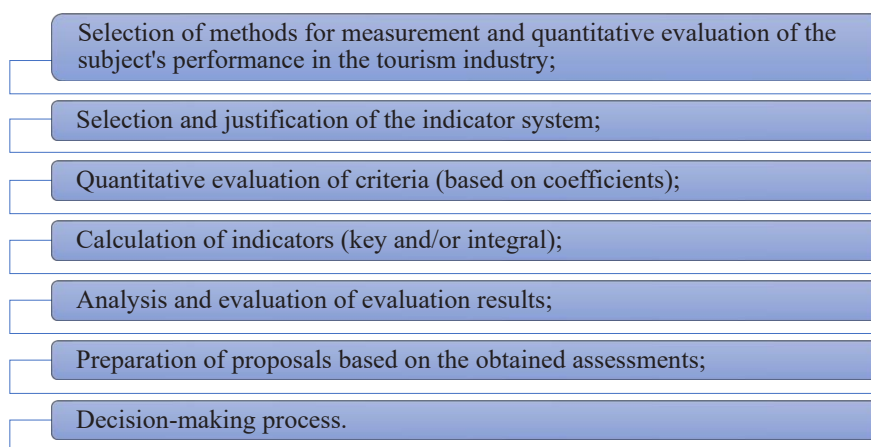 Selection of methods for measurement and quantitative evaluation of the
subject's performance in the tourism industry;
Selection and justification of the indicator system;
Quantitative evaluation of criteria (based on coefficients);
Calculation of indicators (key and/or integral);
Analysis and evaluation of evaluation results;
Preparation of proposals based on the obtained assessments;
Decision-making process.